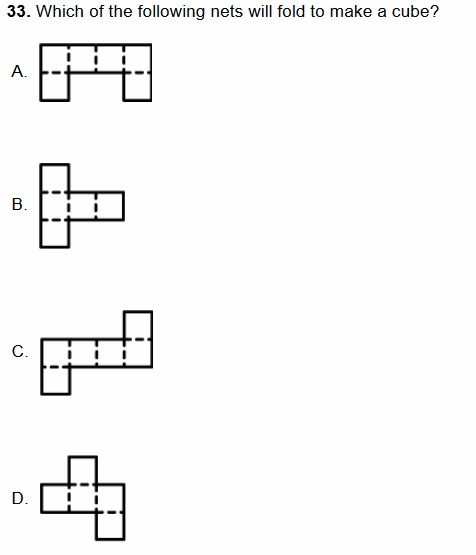 33. Which of the following nets will fold to make a cube?
A.
B.
C.
D.